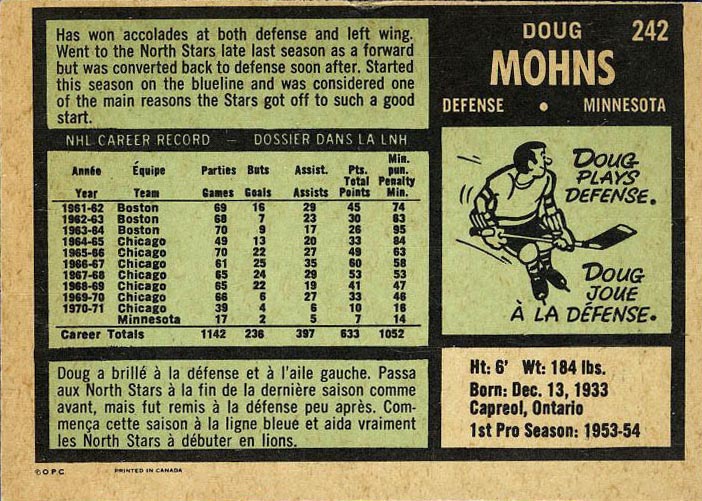 DOUG 242
MOHNS
DEFENSE • MINNESOTA
Has won accolades at both defense and left wing.
Went to the North Stars late last season as a forward
but was converted back to defense soon after. Started
this season on the blueline and was considered one
of the main reasons the Stars got off to such a good
start.
NHL CAREER RECORD — DOSSIER DANS LA LNH
Année Équipe Parties Buts Assist. Pts. Min. pun.
Year Team Games Goals Assists Total Points Penalty Min.
1961-62 Boston 69 16 29 45 74
1962-63 Boston 68 7 23 30 63
1963-64 Boston 70 9 17 26 95
1964-65 Chicago 49 13 20 33 84
1965-66 Chicago 70 22 27 49 63
1966-67 Chicago 61 25 35 60 58
1967-68 Chicago 65 24 29 53 53
1968-69 Chicago 65 22 19 41 47
1969-70 Chicago 66 6 27 33 46
1970-71 Chicago 39 4 6 10 16
Minnesota 17 2 5 7 14
Career Totals 1142 236 397 633 1052
DOUG
PLAYS
DEFENSE.
DOUG
JOUE
À LA DÉFENSE.
Doug a brillé à la défense et à l'aile gauche. Passa
aux North Stars à la fin de la dernière saison comme
avant, mais fut remis à la défense peu après. Com-
mença cette saison à la ligne bleue et aida vraiment
les North Stars à débuter en lions.
Ht: 6' Wt: 184 lbs.
Born: Dec. 13, 1933
Capreol, Ontario
1st Pro Season: 1953-54
© O.P.C. PRINTED IN CANADA